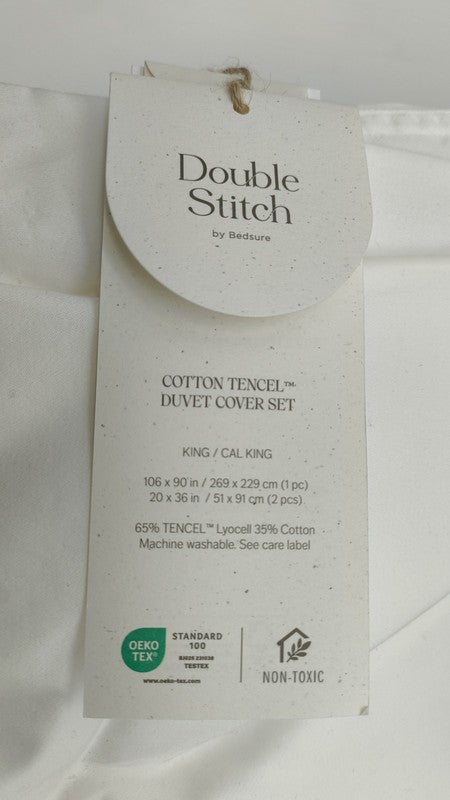 Double
Stitch
by Bedsure
COTTON TENCEL™
DUVET COVER SET
KING / CAL KING
106 x 90 in / 269 x 229 cm (1 pc)
20 x 36 in / 51 x 91 cm (2 pcs)
65% TENCEL™ Lyocell 35% Cotton
Machine washable. See care label
OEKO
TEX®
STANDARD
100
BJ025 231038
TESTEX
www.oeko-tex.com
NON-TOXIC